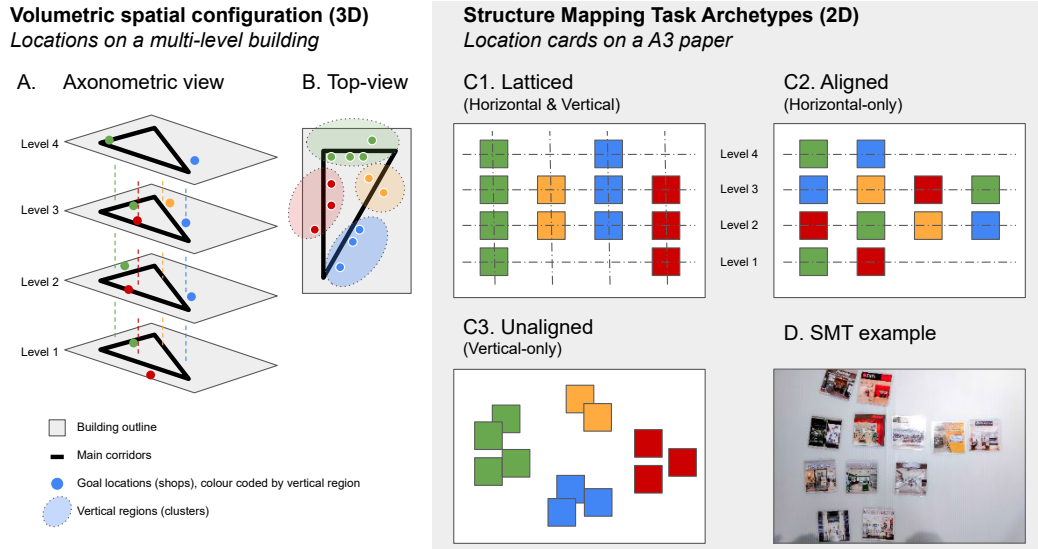 Volumetric spatial configuration (3D)
Locations on a multi-level building
A. Axonometric view
B. Top-view
Level 4
Level 3
Level 2
Level 1
Building outline
Main corridors
Goal locations (shops), colour coded by vertical region
Vertical regions (clusters)
Structure Mapping Task Archetypes (2D)
Location cards on a A3 paper
C1. Latticed
(Horizontal & Vertical)
C2. Aligned
(Horizontal-only)
Level 4
Level 3
Level 2
Level 1
C3. Unaligned
(Vertical-only)
D. SMT example